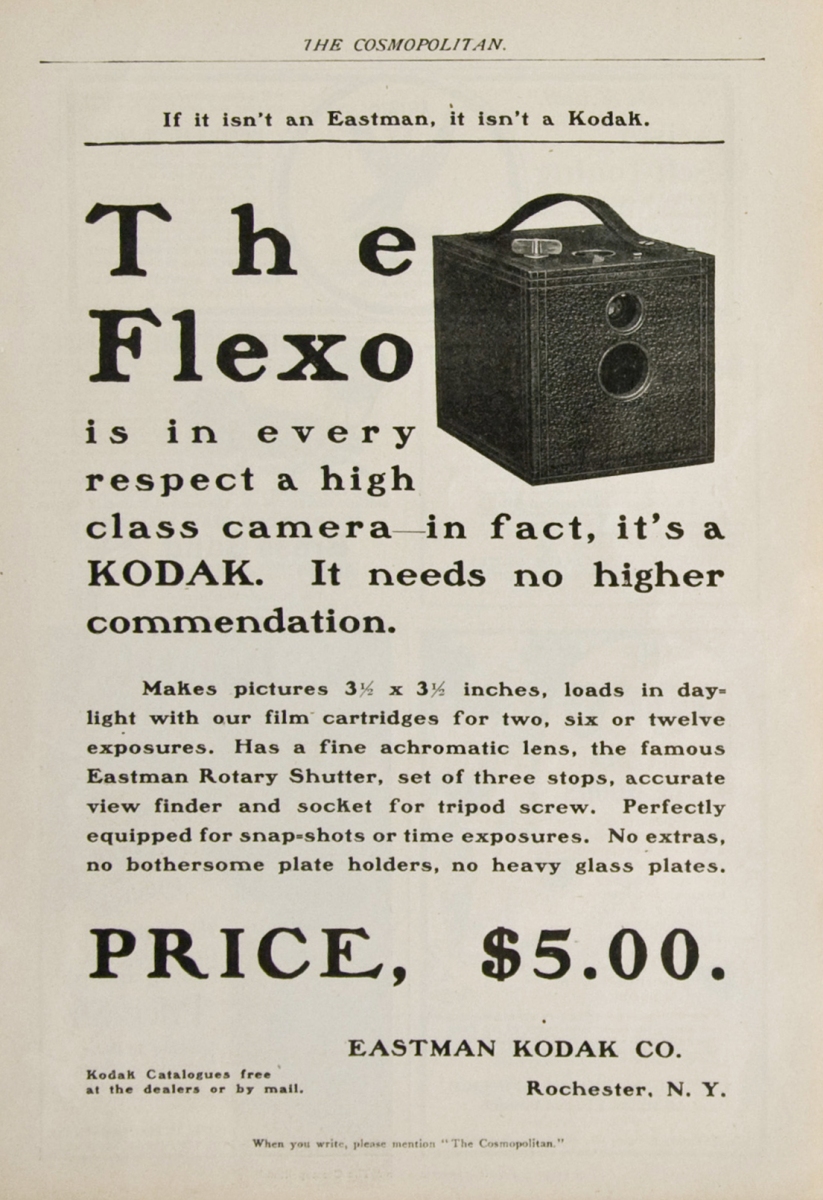 THE COSMOPOLITAN.
If it isn't an Eastman, it isn't a Kodak.
The
Flexo
is in every
respect a high
class camera—in fact, it's a
KODAK. It needs no higher
commendation.
Makes pictures 3½ x 3½ inches, loads in day=
light with our film cartridges for two, six or twelve
exposures. Has a fine achromatic lens, the famous
Eastman Rotary Shutter, set of three stops, accurate
view finder and socket for tripod screw. Perfectly
equipped for snap=shots or time exposures. No extras,
no bothersome plate holders, no heavy glass plates.
PRICE, $5.00.
EASTMAN KODAK CO.
Kodak Catalogues free
at the dealers or by mail.
Rochester, N. Y.
When you write, please mention "The Cosmopolitan."